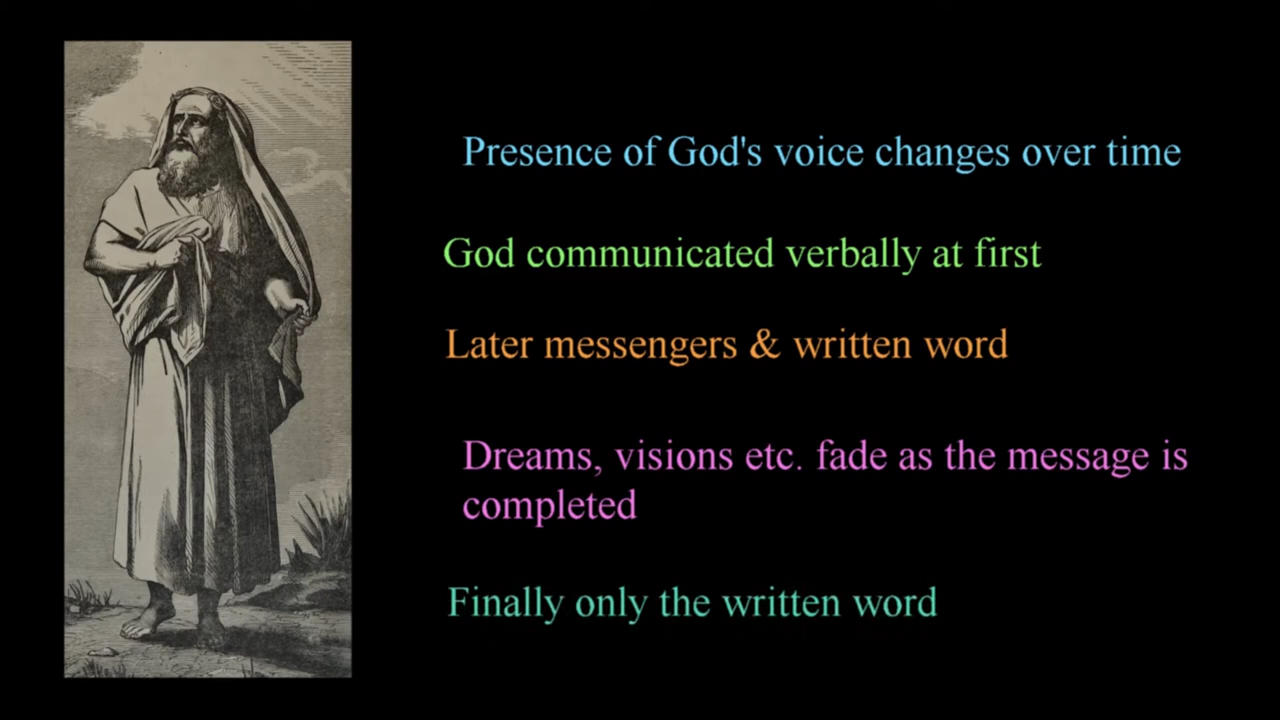 Presence of God's voice changes over time
God communicated verbally at first
Later messengers & written word
Dreams, visions etc. fade as the message is
completed
Finally only the written word